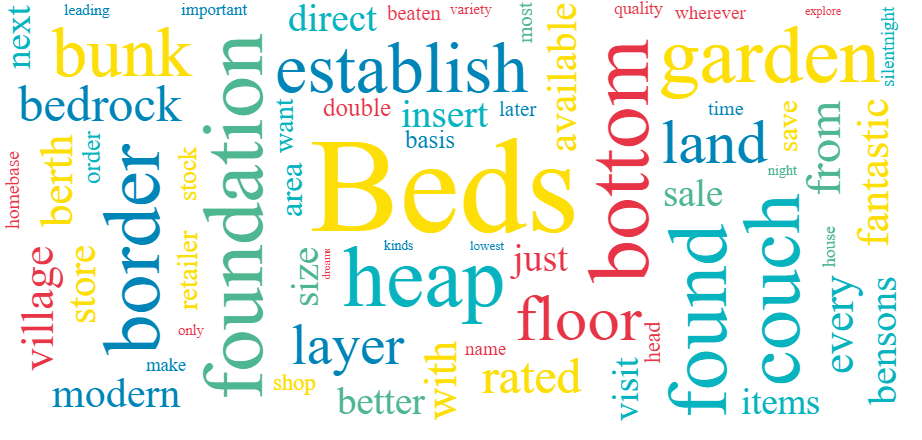 next
leading
important
direct
beaten
variety
most
available
quality
wherever
explore
silentnight
bunk
establish
garden
bedrock
foundation
want
double
insert
later
basis
bottom
time
land
save
from
fantastic
homebase
berth
order
border
stock
area
Beds
sale
night
village
store
retailer
size
dreams
kinds
lowest
heap
just
found
couch
house
every
bensons
only
layer
floor
head
make
name
modern
shop
better
with
rated
visit
items